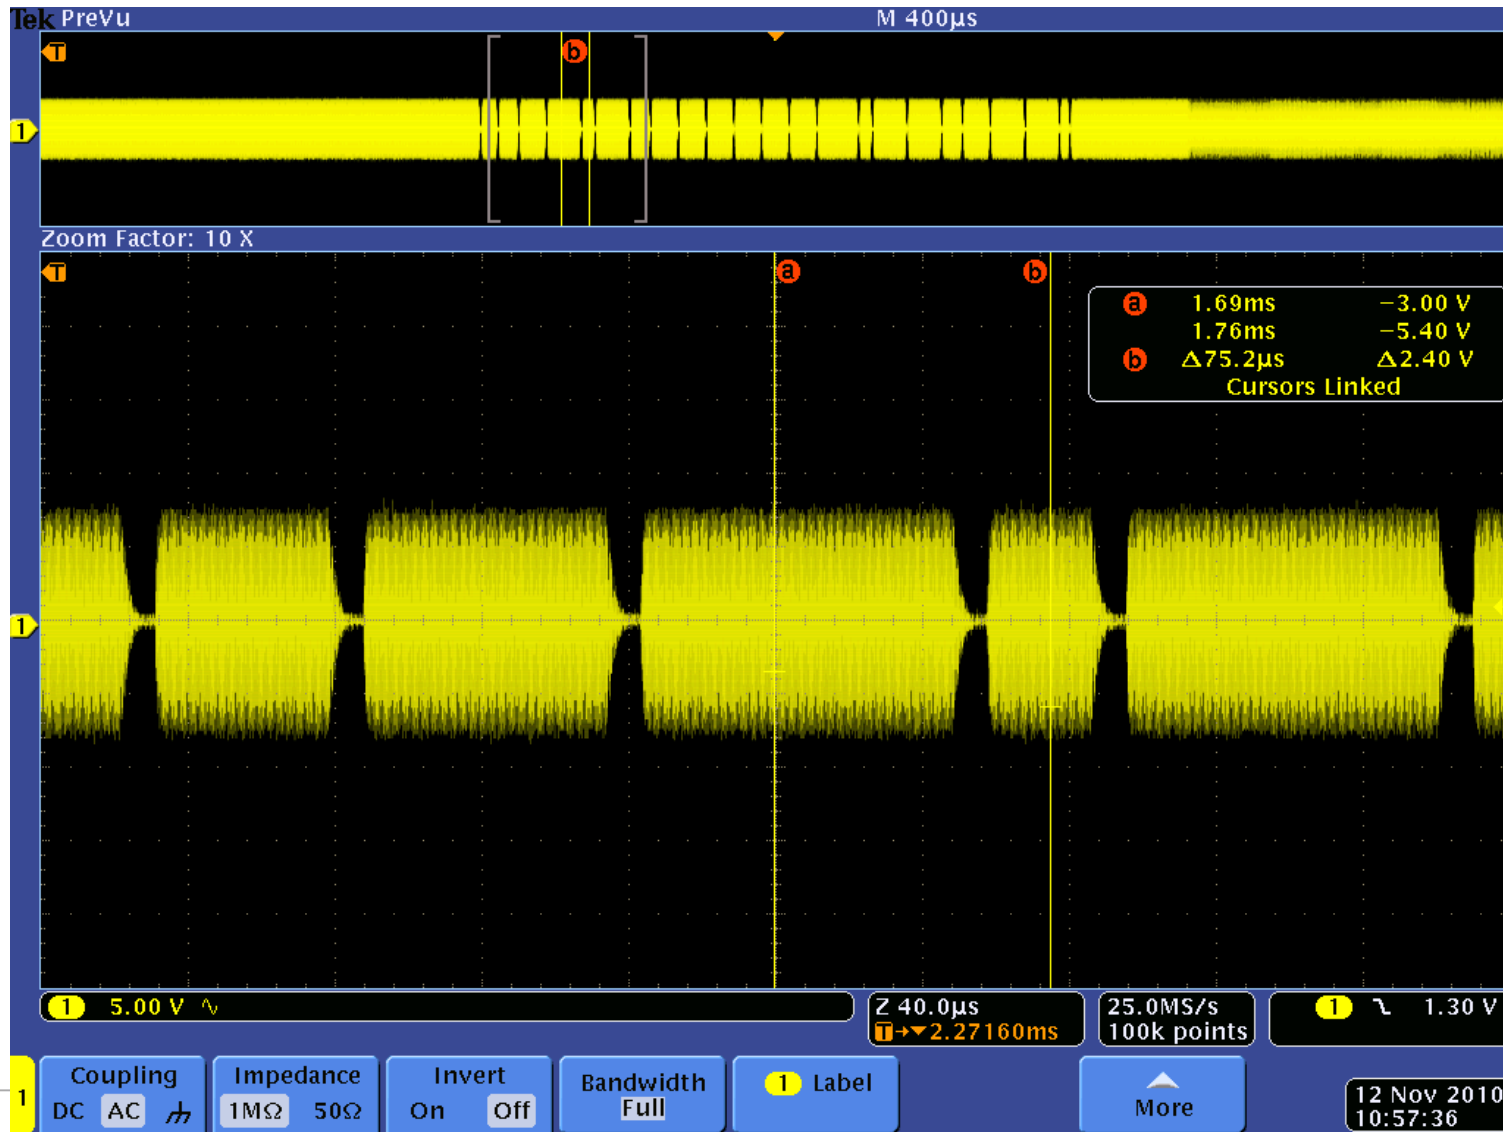 Tek PreVu M 400µs
T b
1
Zoom Factor: 10 X
T a b
a 1.69ms −3.00 V
1.76ms −5.40 V
b Δ75.2µs Δ2.40 V
Cursors Linked
1
1 5.00 V
Z 40.0µs
T→▼2.27160ms
25.0MS/s
100k points
1 1.30 V
1
Coupling
DC AC
Impedance
1MΩ 50Ω
Invert
On Off
Bandwidth
Full
1 Label
More
12 Nov 2010
10:57:36